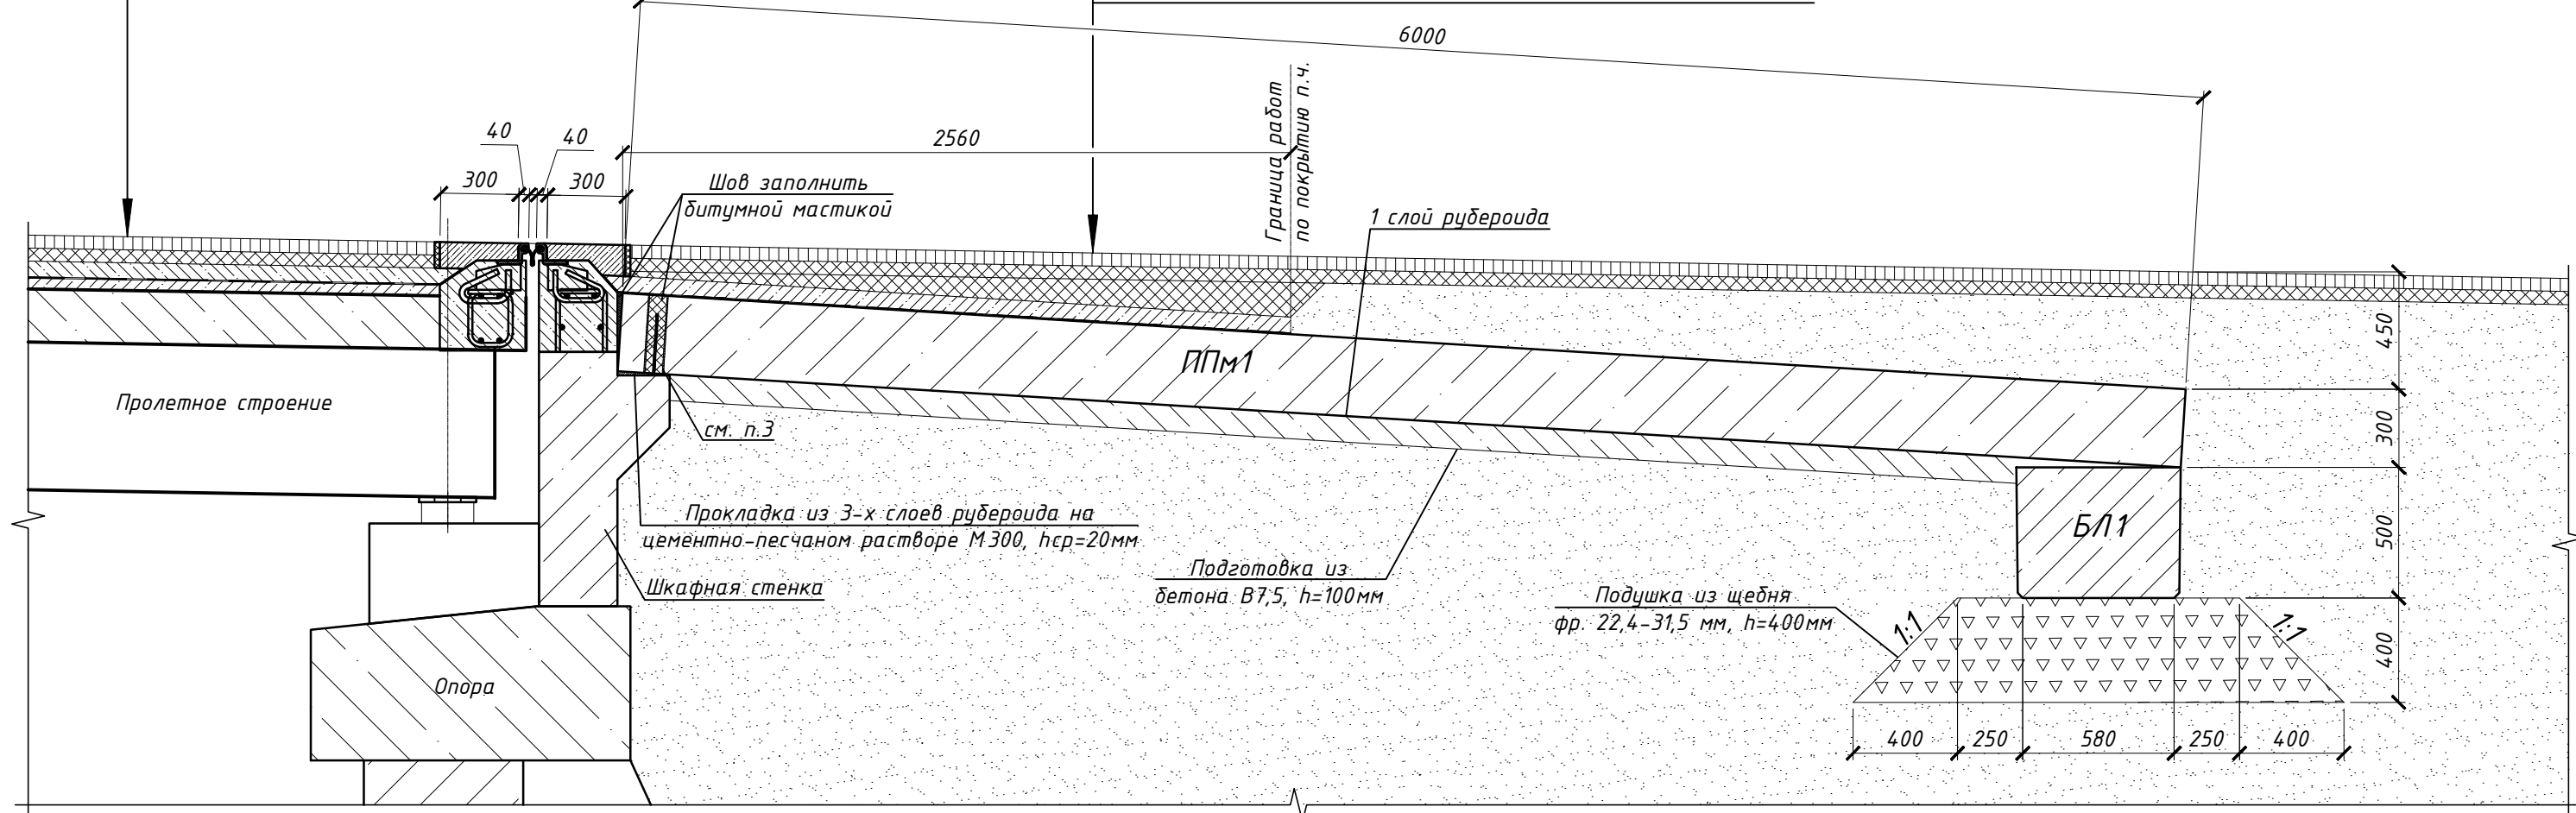 6000
Граница работ
по покрытию п.ч.
2560
40
40
300
300
Шов заполнить
битумной мастикой
1 слой рубероида
ППм1
450
300
500
400
Пролетное строение
см. п.3
Прокладка из 3-х слоев рубероида на
цементно-песчаном растворе М300, hср=20мм
Шкафная стенка
Подготовка из
бетона В7,5, h=100мм
БЛ1
Подушка из щебня
фр. 22,4-31,5 мм, h=400мм
1:1
1:1
Опора
400
250
580
250
400